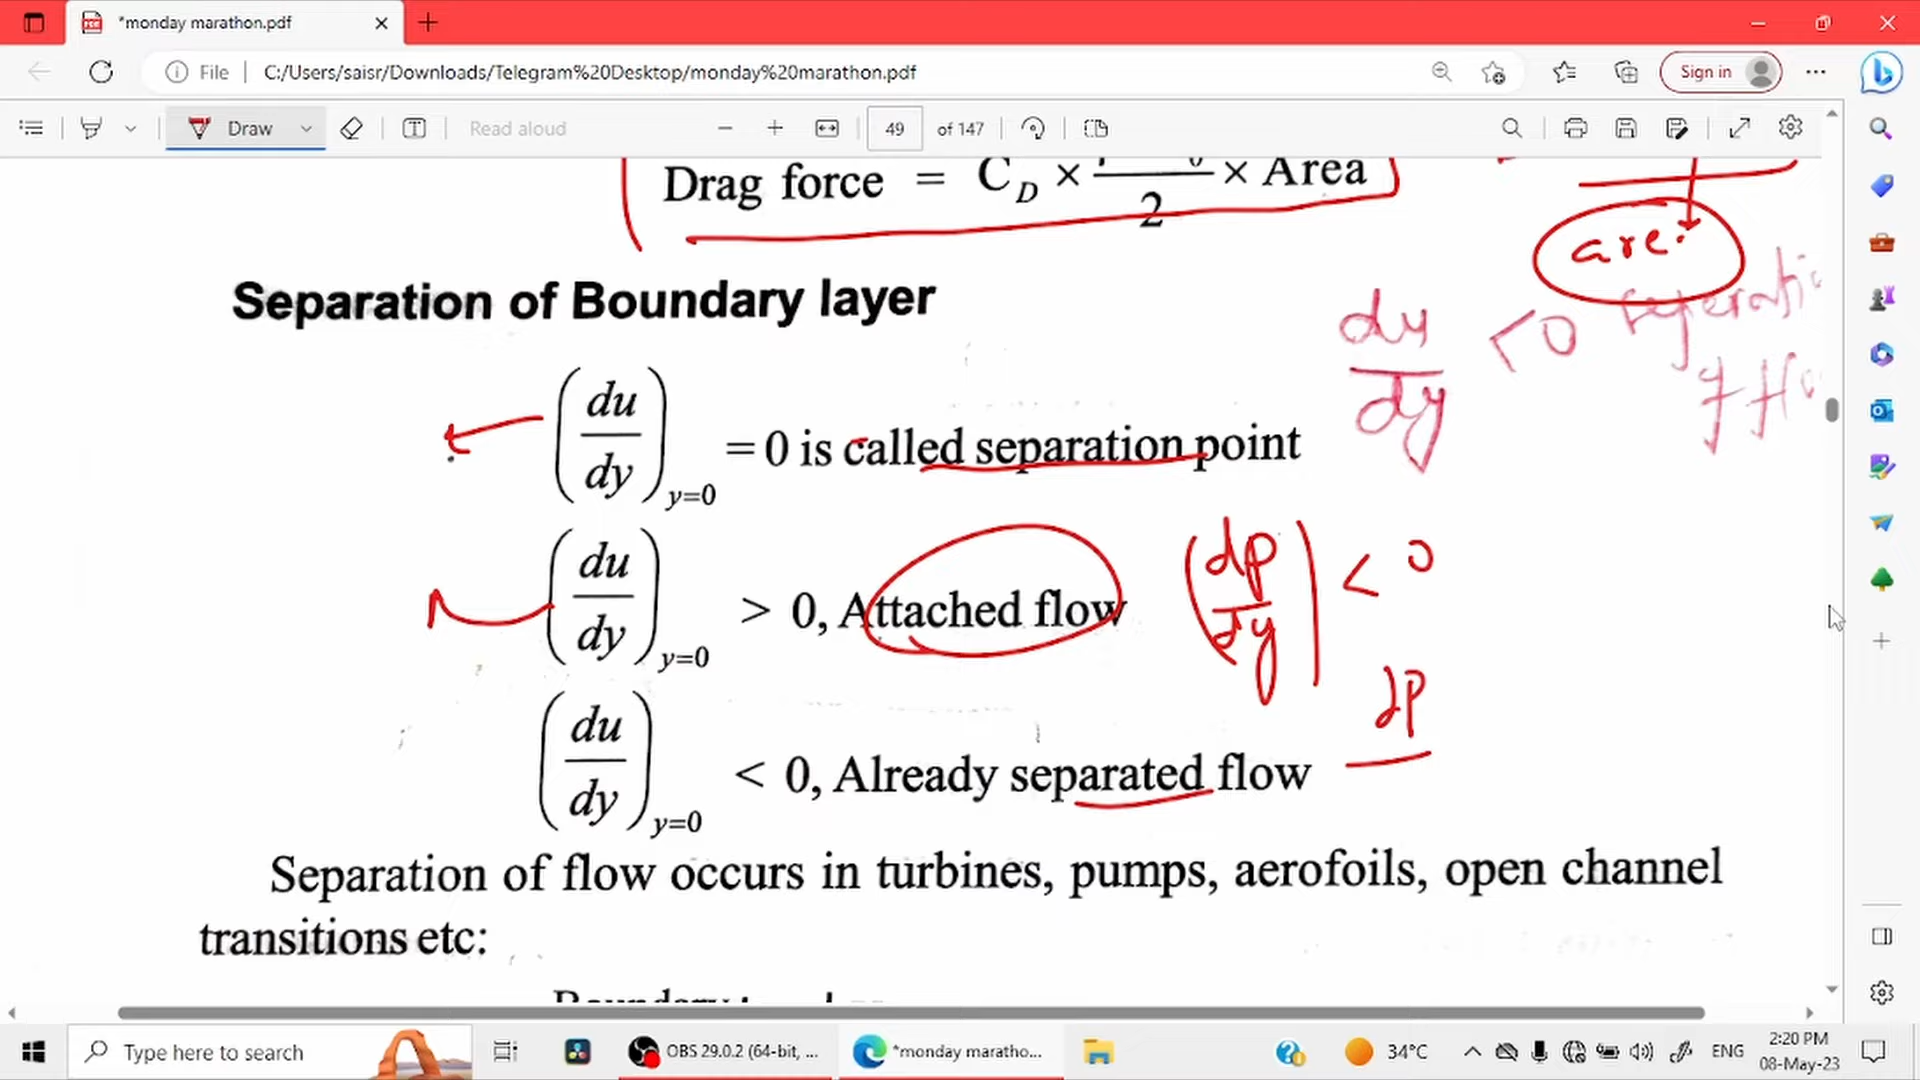 *monday marathon.pdf
File
C:/Users/saisr/Downloads/Telegram%20Desktop/monday%20marathon.pdf
Sign in
Draw
Read aloud
49 of 147
Drag force = C_D × 2 × Area
are.
Separation of Boundary layer
du/dy < 0
(du/dy)y=0 = 0 is called separation point
(du/dy)y=0 > 0, Attached flow
(dp/dy) < 0
dp
(du/dy)y=0 < 0, Already separated flow
Separation of flow occurs in turbines, pumps, aerofoils, open channel
transitions etc:
Type here to search
OBS 29.0.2 (64-bit, ...
*monday maratho...
34°C
ENG
2:20 PM
08-May-23